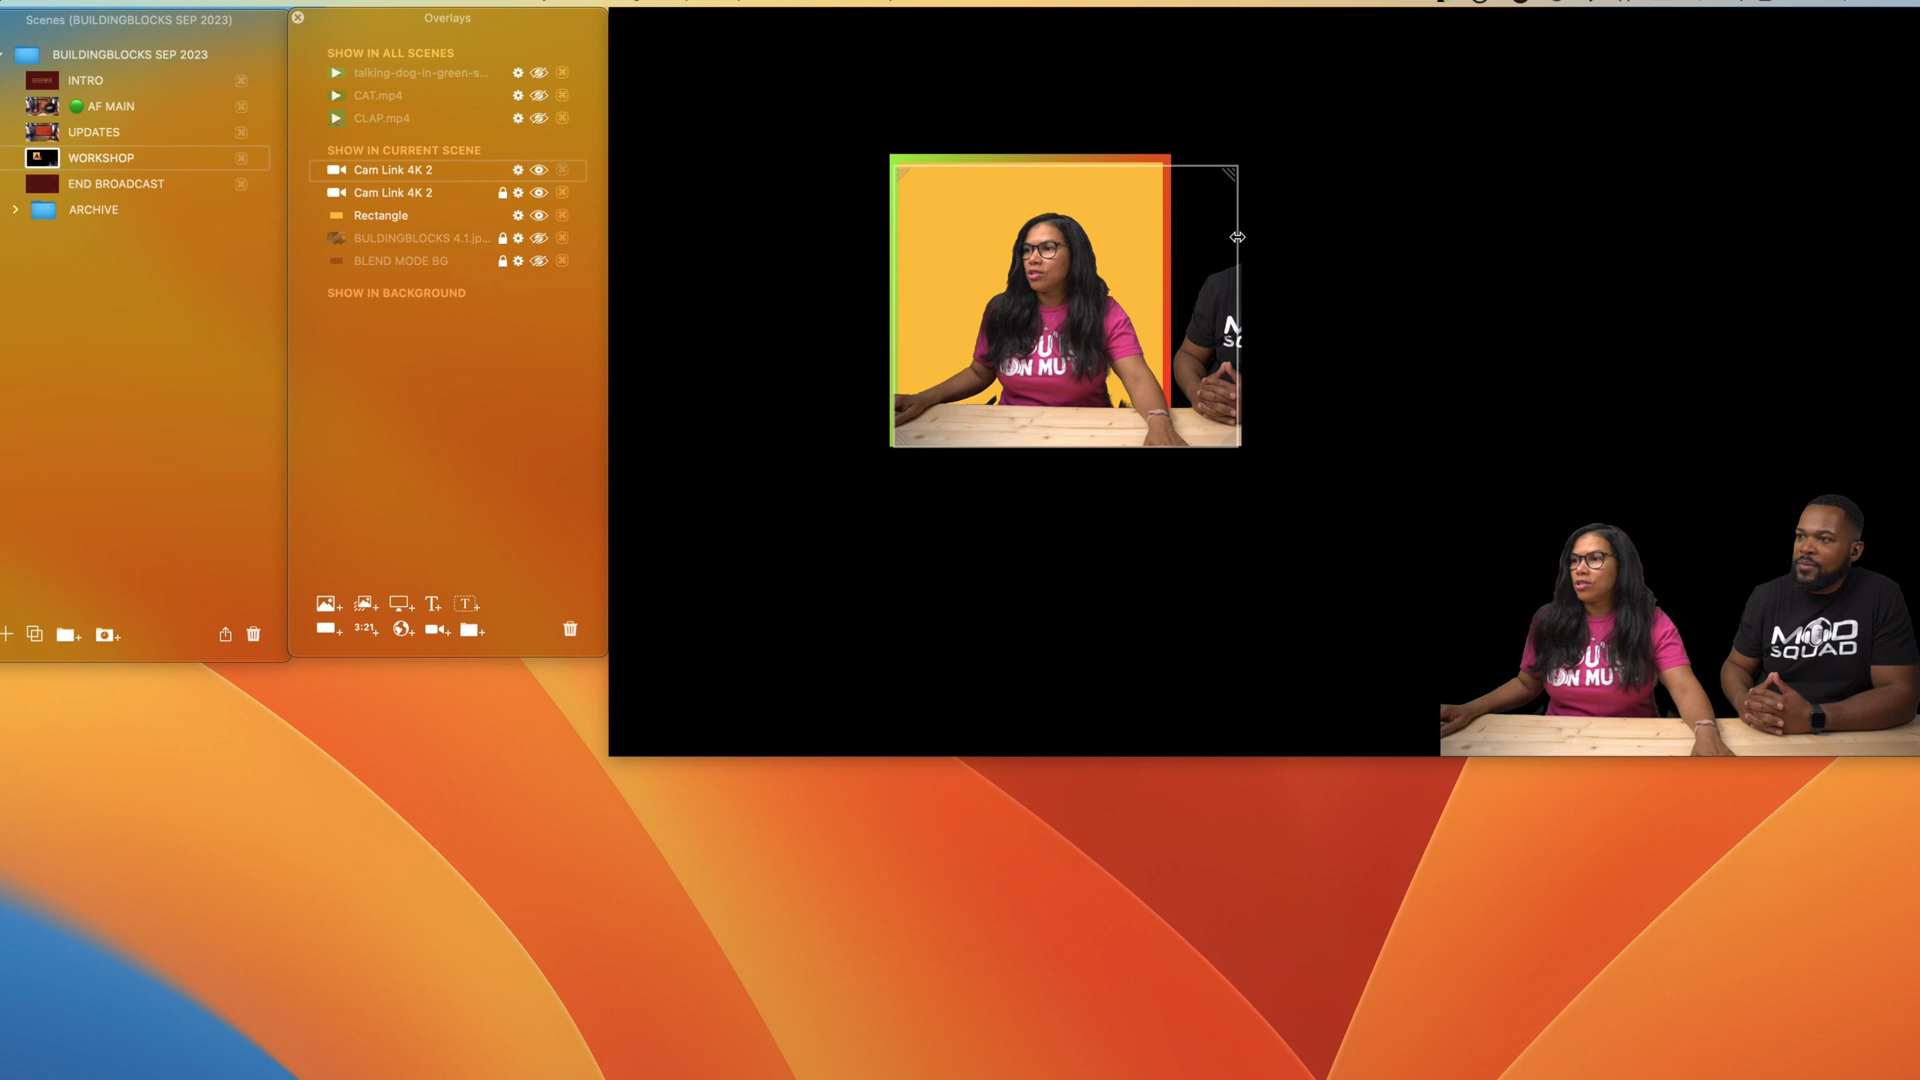 Scenes (BUILDINGBLOCKS SEP 2023)
BUILDINGBLOCKS SEP 2023
INTRO
AF MAIN
UPDATES
WORKSHOP
END BROADCAST
ARCHIVE
Overlays
SHOW IN ALL SCENES
talking-dog-in-green-s...
CAT.mp4
CLAP.mp4
SHOW IN CURRENT SCENE
Cam Link 4K 2
Cam Link 4K 2
Rectangle
BULDINGBLOCKS 4.1.jp...
BLEND MODE BG
SHOW IN BACKGROUND
T+
T+
3:21+
ON MU
M
SQ
ON MU
MOD
SQUAD